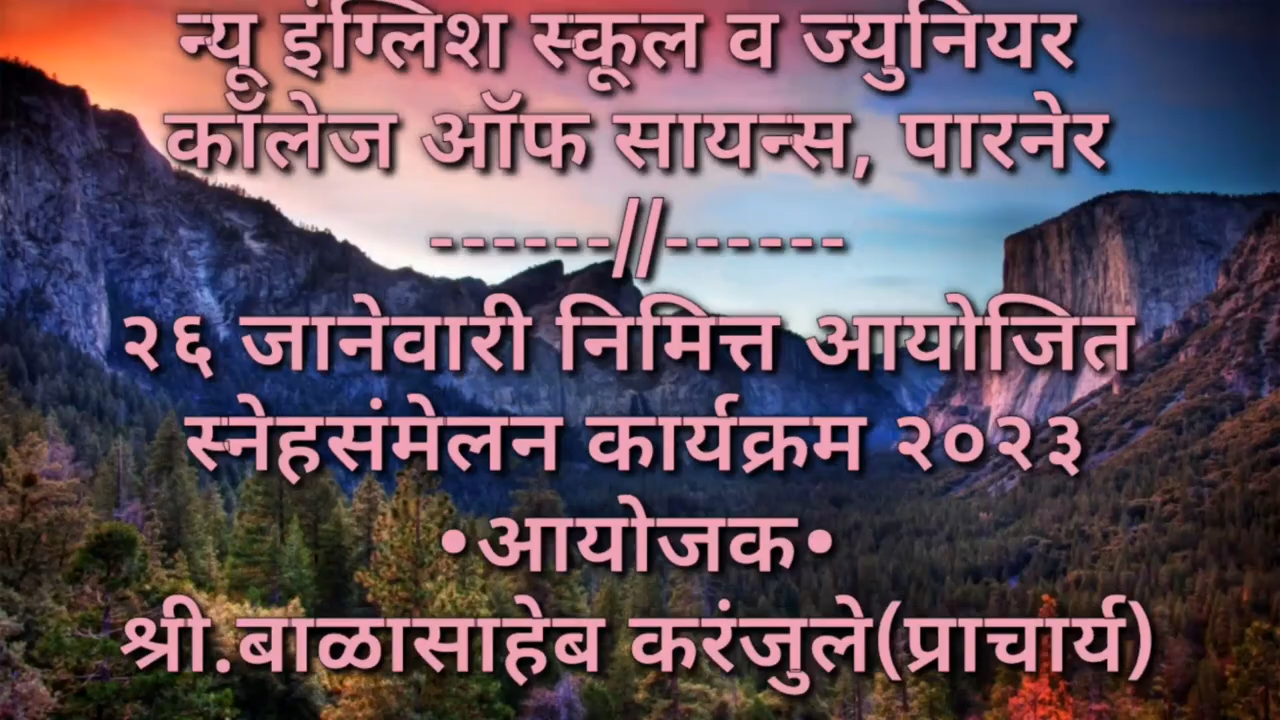 न्यू इंग्लिश स्कूल व ज्युनियर
कॉलेज ऑफ सायन्स, पारनेर
------//------
२६ जानेवारी निमित्त आयोजित
स्नेहसंमेलन कार्यक्रम २०२३
•आयोजक•
श्री.बाळासाहेब करंजुले(प्राचार्य)